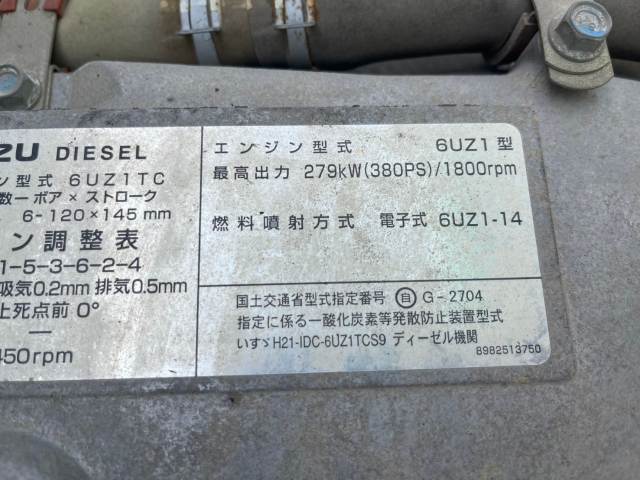 ZU DIESEL
ン型式 6UZ1TC
数ーボア×ストローク
6-120×145mm
ン調整表
1-5-3-6-2-4
吸気0.2mm 排気0.5mm
上死点前 0°
—
450rpm
エンジン型式 6UZ1型
最高出力 279kW(380PS)/1800rpm
燃料噴射方式 電子式 6UZ1-14
国土交通省型式指定番号 自 G-2704
指定に係る一酸化炭素等発散防止装置型式
いすゞH21-IDC-6UZ1TCS9 ディーゼル機関
8982513750